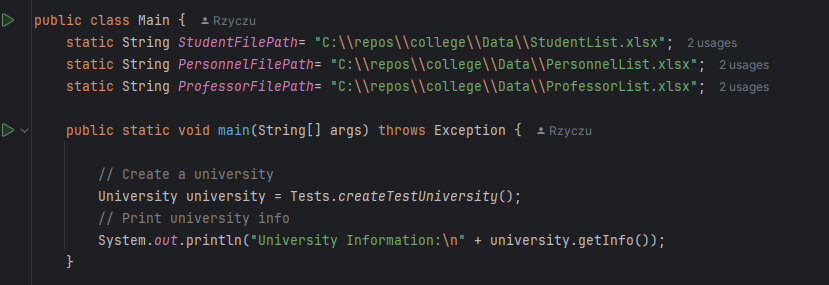 public class Main {  Rzyczu
static String StudentFilePath= "C:\\repos\\college\\Data\\StudentList.xlsx";  2 usages
static String PersonnelFilePath= "C:\\repos\\college\\Data\\PersonnelList.xlsx";  2 usages
static String ProfessorFilePath= "C:\\repos\\college\\Data\\ProfessorList.xlsx";  2 usages
public static void main(String[] args) throws Exception {  Rzyczu
// Create a university
University university = Tests.createTestUniversity();
// Print university info
System.out.println("University Information:\n" + university.getInfo());
}